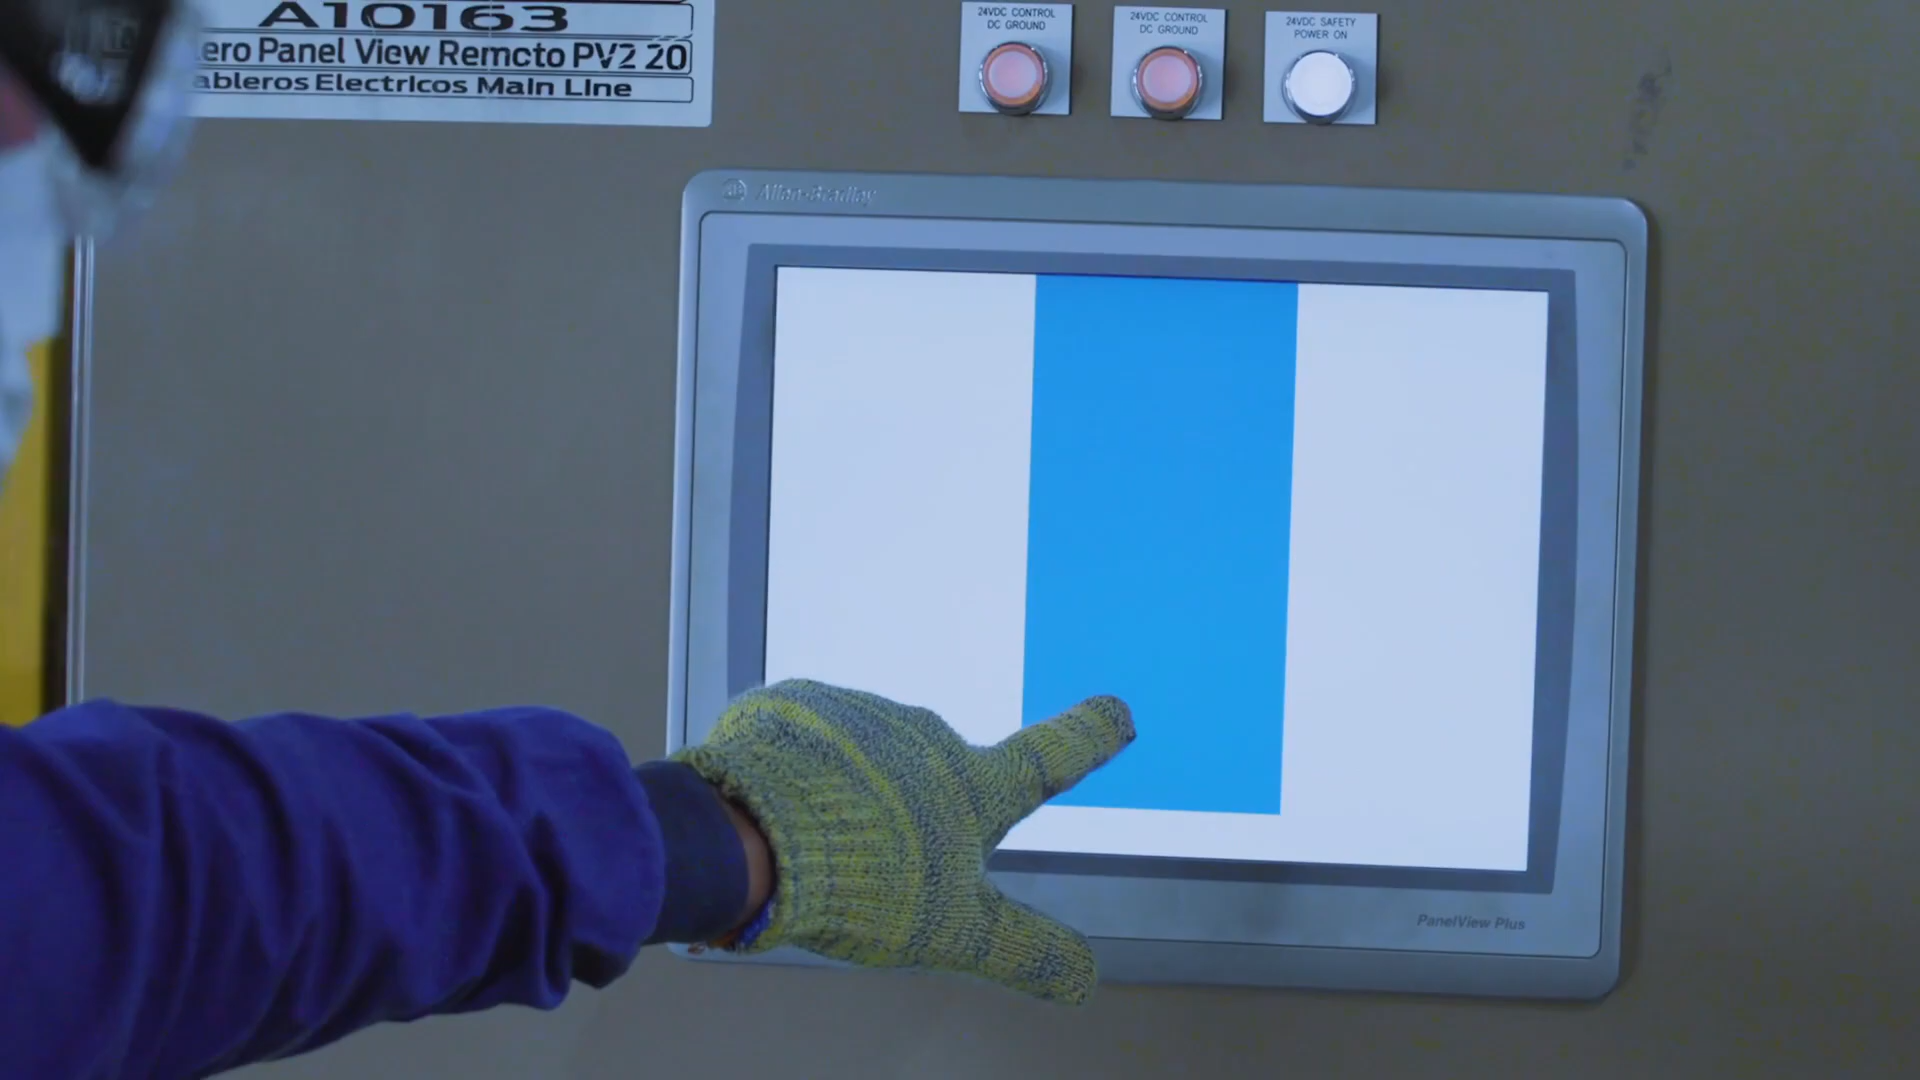 A10163
ero Panel View Remcto PV2 20
ableros Electricos Main Line
24VDC CONTROL
DC GROUND
24VDC CONTROL
DC GROUND
24VDC SAFETY
POWER ON
Allen-Bradley
PanelView Plus